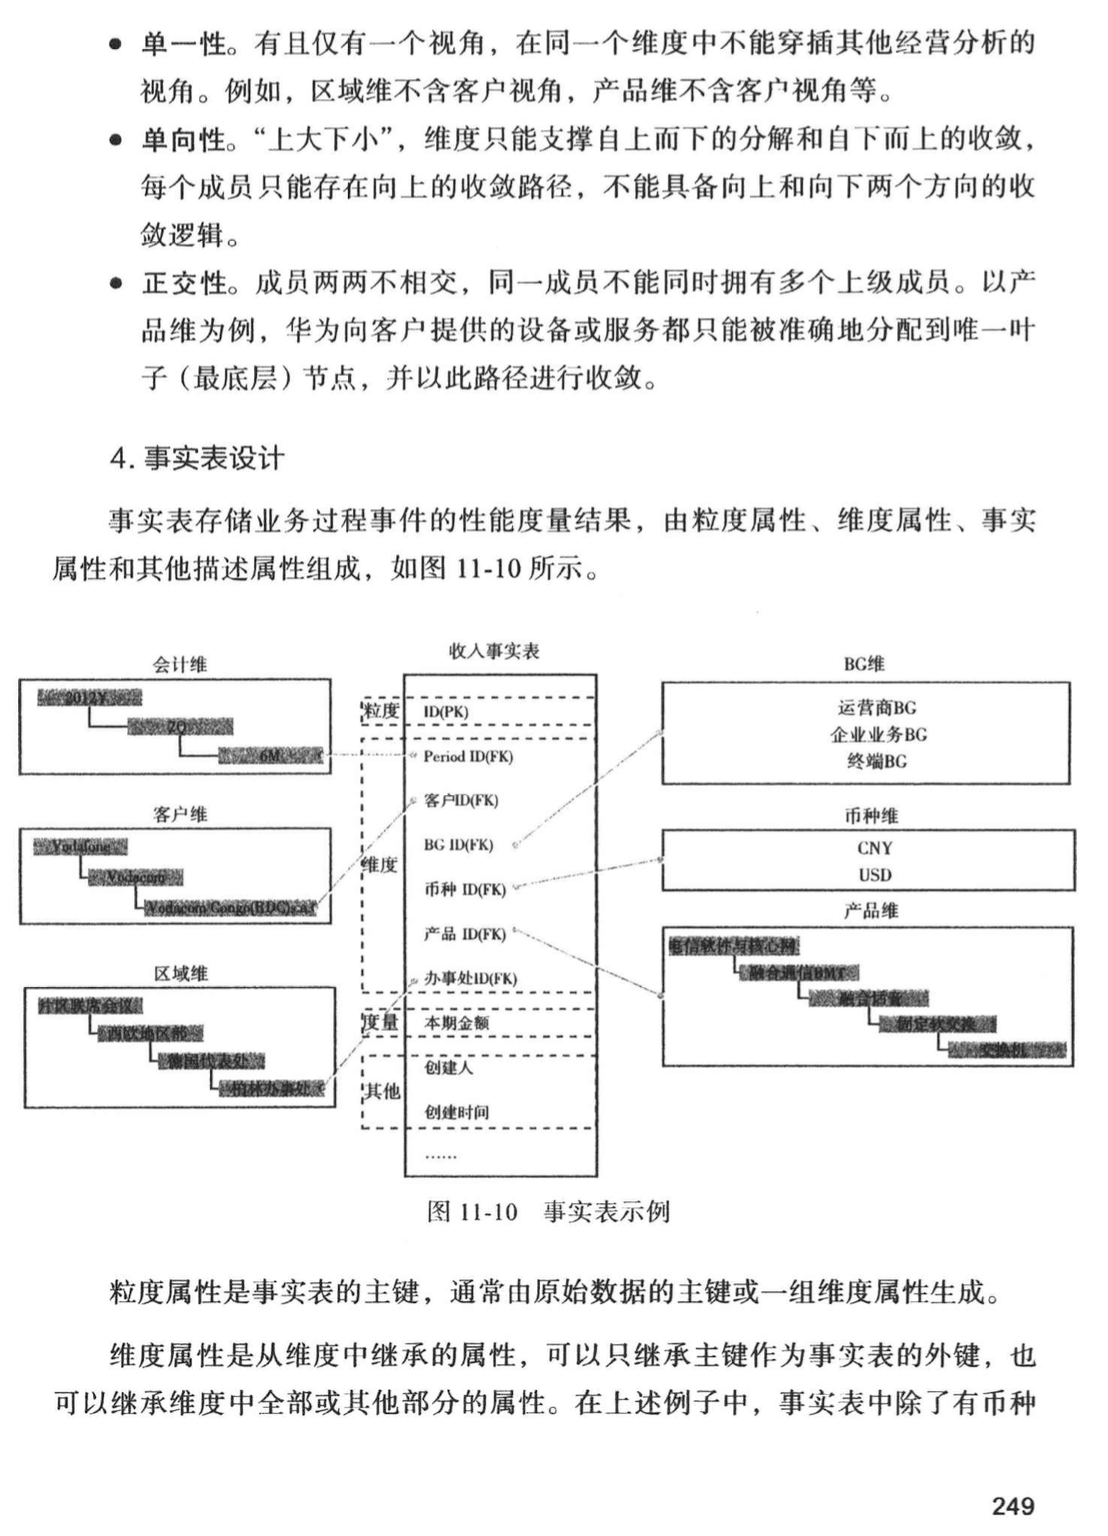 ● 单一性。有且仅有一个视角，在同一个维度中不能穿插其他经营分析的
视角。例如，区域维不含客户视角，产品维不含客户视角等。
● 单向性。“上大下小”，维度只能支撑自上而下的分解和自下而上的收敛，
每个成员只能存在向上的收敛路径，不能具备向上和向下两个方向的收
敛逻辑。
● 正交性。成员两两不相交，同一成员不能同时拥有多个上级成员。以产
品维为例，华为向客户提供的设备或服务都只能被准确地分配到唯一叶
子（最底层）节点，并以此路径进行收敛。
4. 事实表设计
事实表存储业务过程事件的性能度量结果，由粒度属性、维度属性、事实
属性和其他描述属性组成，如图 11-10 所示。
会计维
2012Y
2Q
6M
客户维
Vodafone
Vodacom
Vodacom Congo(RDC)s.a.r
区域维
片区联席会议
西欧地区部
德国代表处
柏林办事处
收入事实表
粒度
ID(PK)
维度
Period ID(FK)
客户ID(FK)
BG ID(FK)
币种 ID(FK)
产品 ID(FK)
办事处ID(FK)
度量
本期金额
其他
创建人
创建时间
……
BG维
运营商BG
企业业务BG
终端BG
币种维
CNY
USD
产品维
电信软件与核心网
融合通信BMT
融合语音
固定软交换
交换机
图 11-10 事实表示例
粒度属性是事实表的主键，通常由原始数据的主键或一组维度属性生成。
维度属性是从维度中继承的属性，可以只继承主键作为事实表的外键，也
可以继承维度中全部或其他部分的属性。在上述例子中，事实表中除了有币种
249